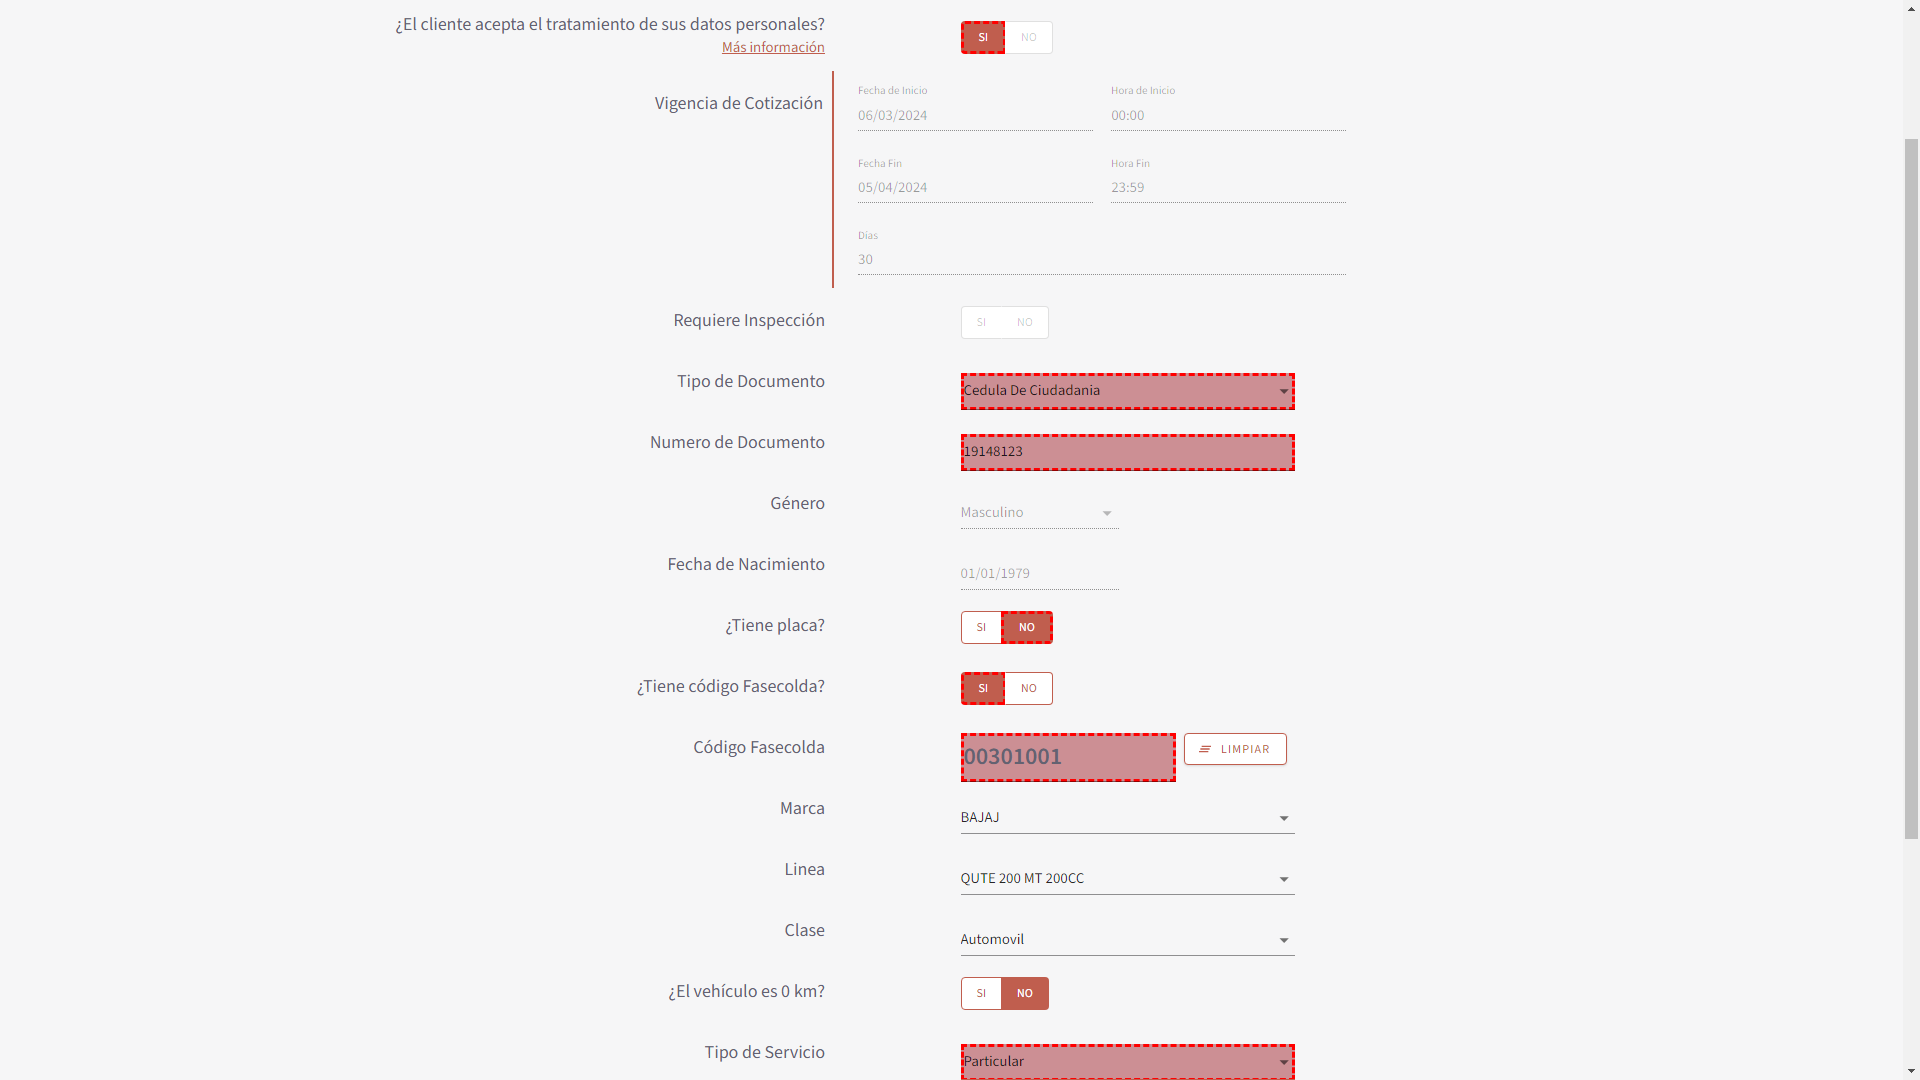 ¿El cliente acepta el tratamiento de sus datos personales?
Más información
SI NO
Vigencia de Cotización
Fecha de Inicio
06/03/2024
Hora de Inicio
00:00
Fecha Fin
05/04/2024
Hora Fin
23:59
Días
30
Requiere Inspección
SI NO
Tipo de Documento
Cedula De Ciudadania
Numero de Documento
19148123
Género
Masculino
Fecha de Nacimiento
01/01/1979
¿Tiene placa?
SI NO
¿Tiene código Fasecolda?
SI NO
Código Fasecolda
00301001
LIMPIAR
Marca
BAJAJ
Linea
QUTE 200 MT 200CC
Clase
Automovil
¿El vehículo es 0 km?
SI NO
Tipo de Servicio
Particular